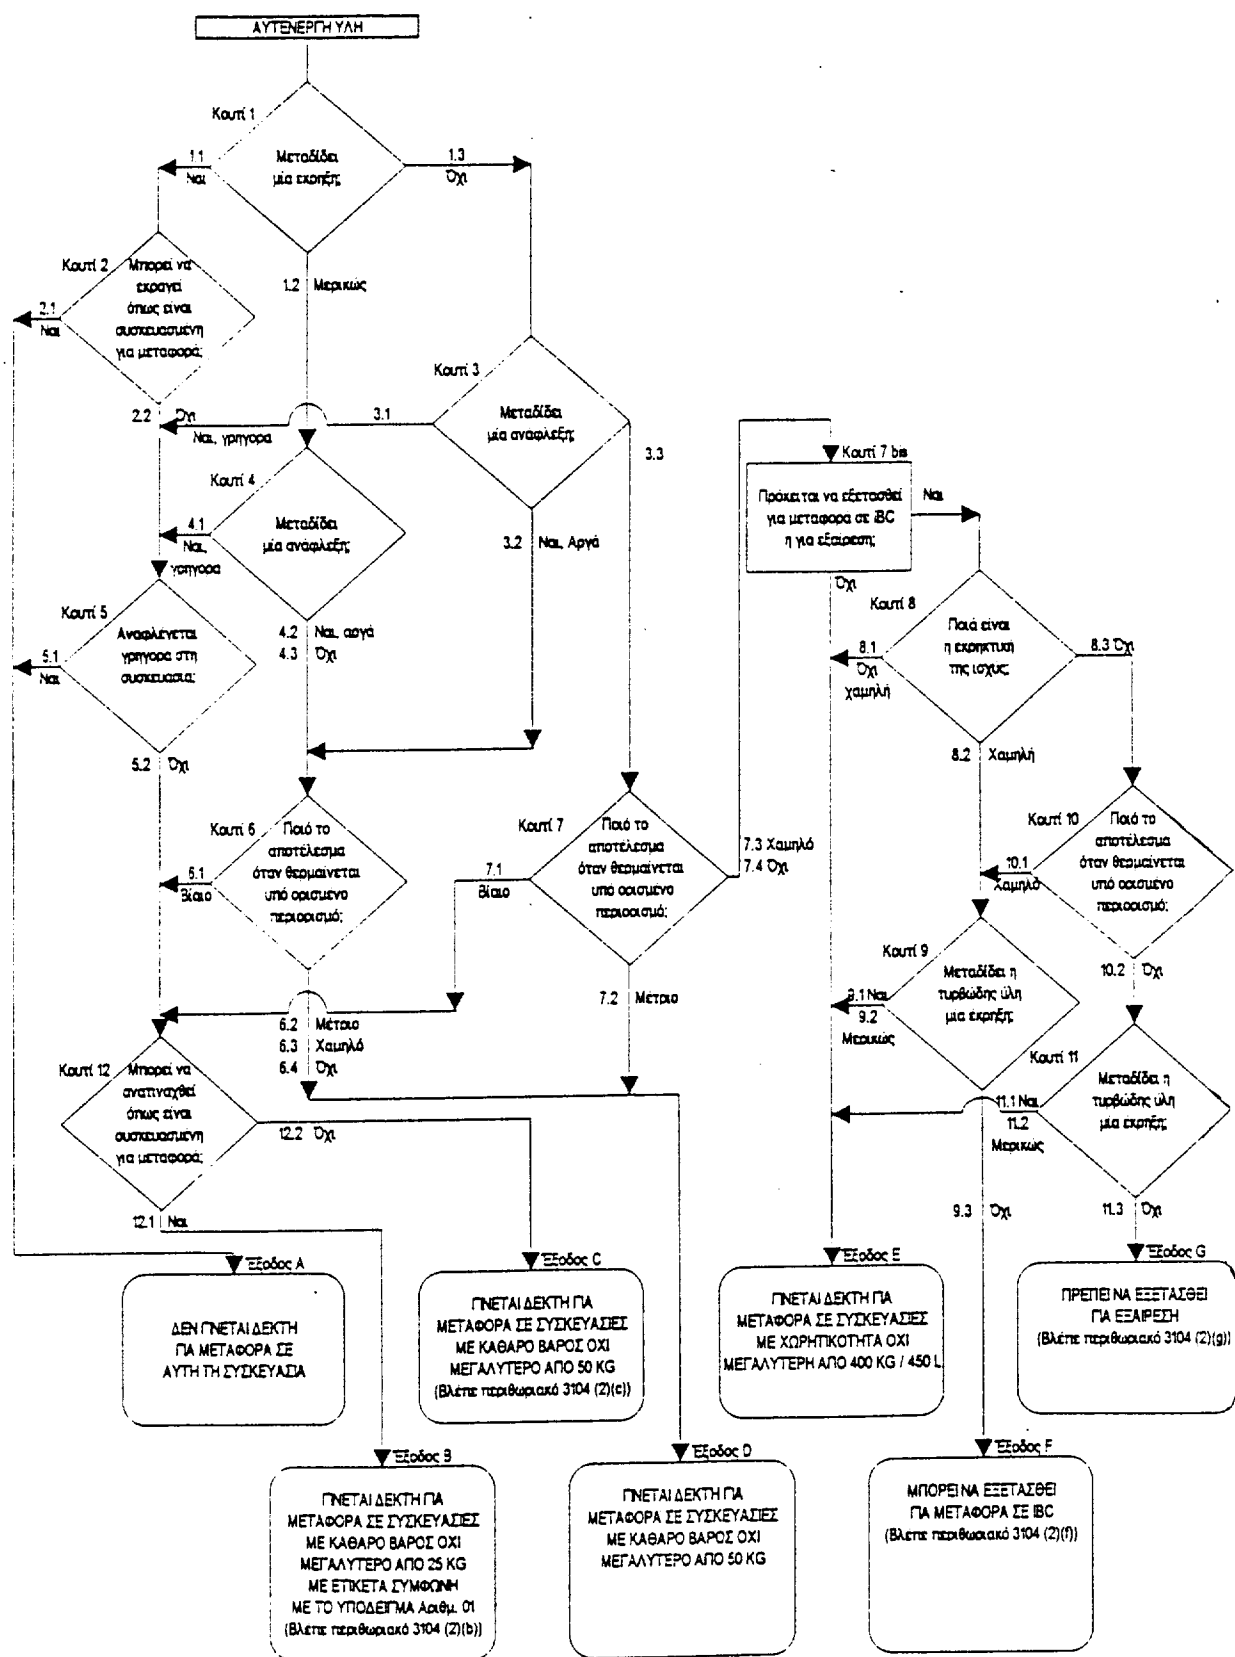 ΑΥΤΕΝΕΡΓΗ ΥΛΗ
Κουτί 1
Μεταδίδει
μία έκρηξη;
1.1
Ναι
1.3
Όχι
1.2 Μερικώς
Κουτί 2
Μπορεί να
εκραγεί
όπως είναι
συσκευασμένη
για μεταφορά;
2.1
Ναι
2.2 Όχι
Κουτί 3
Μεταδίδει
μία ανάφλεξη;
3.1
Ναι, γρήγορα
3.2 Ναι, Αργά
3.3
Κουτί 4
Μεταδίδει
μία ανάφλεξη;
4.1
Ναι,
γρήγορα
4.2 Ναι, αργά
4.3 Όχι
Κουτί 5
Αναφλέγεται
γρήγορα στη
συσκευασία;
5.1
Ναι
5.2 Όχι
Κουτί 6
Ποιό το
αποτέλεσμα
όταν θερμαίνεται
υπό ορισμένο
περιορισμό;
6.1
Βίαιο
6.2 Μέτριο
6.3 Χαμηλό
6.4 Όχι
Κουτί 7
Ποιό το
αποτέλεσμα
όταν θερμαίνεται
υπό ορισμένο
περιορισμό;
7.1
Βίαιο
7.2 Μέτριο
7.3 Χαμηλό
7.4 Όχι
Κουτί 7 bis
Πρόκειται να εξετασθεί
για μεταφορά σε IBC
η για εξαίρεση;
Ναι
Όχι
Κουτί 8
Ποιά είναι
η εκρηκτική
της ισχύς;
8.1
Όχι
χαμηλή
8.2 Χαμηλή
8.3 Όχι
Κουτί 9
Μεταδίδει η
τυρβώδης ύλη
μια έκρηξη;
9.1 Ναι
9.2
Μερικώς
9.3 Όχι
Κουτί 10
Ποιό το
αποτέλεσμα
όταν θερμαίνεται
υπό ορισμένο
περιορισμό;
10.1
Χαμηλό
10.2 Όχι
Κουτί 11
Μεταδίδει η
τυρβώδης ύλη
μία έκρηξη;
11.1 Ναι
11.2
Μερικώς
11.3 Όχι
Κουτί 12
Μπορεί να
ανατιναχθεί
όπως είναι
συσκευασμένη
για μεταφορά;
12.2 Όχι
12.1 Ναι
Έξοδος A
ΔΕΝ ΓΙΝΕΤΑΙ ΔΕΚΤΗ
ΓΙΑ ΜΕΤΑΦΟΡΑ ΣΕ
ΑΥΤΗ ΤΗ ΣΥΣΚΕΥΑΣΙΑ
Έξοδος C
ΓΙΝΕΤΑΙ ΔΕΚΤΗ ΓΙΑ
ΜΕΤΑΦΟΡΑ ΣΕ ΣΥΣΚΕΥΑΣΙΕΣ
ΜΕ ΚΑΘΑΡΟ ΒΑΡΟΣ ΟΧΙ
ΜΕΓΑΛΥΤΕΡΟ ΑΠΟ 50 KG
(Βλέπε περιθωριακό 3104 (2)(c))
Έξοδος E
ΓΙΝΕΤΑΙ ΔΕΚΤΗ ΓΙΑ
ΜΕΤΑΦΟΡΑ ΣΕ ΣΥΣΚΕΥΑΣΙΕΣ
ΜΕ ΧΩΡΗΤΙΚΟΤΗΤΑ ΟΧΙ
ΜΕΓΑΛΥΤΕΡΗ ΑΠΟ 400 KG / 450 L
Έξοδος G
ΠΡΕΠΕΙ ΝΑ ΕΞΕΤΑΣΘΕΙ
ΓΙΑ ΕΞΑΙΡΕΣΗ
(Βλέπε περιθωριακό 3104 (2)(g))
Έξοδος B
ΓΙΝΕΤΑΙ ΔΕΚΤΗ ΓΙΑ
ΜΕΤΑΦΟΡΑ ΣΕ ΣΥΣΚΕΥΑΣΙΕΣ
ΜΕ ΚΑΘΑΡΟ ΒΑΡΟΣ ΟΧΙ
ΜΕΓΑΛΥΤΕΡΟ ΑΠΟ 25 KG
ΜΕ ΕΤΙΚΕΤΑ ΣΥΜΦΩΝΗ
ΜΕ ΤΟ ΥΠΟΔΕΙΓΜΑ Αριθμ. 01
(Βλέπε περιθωριακό 3104 (2)(b))
Έξοδος D
ΓΙΝΕΤΑΙ ΔΕΚΤΗ ΓΙΑ
ΜΕΤΑΦΟΡΑ ΣΕ ΣΥΣΚΕΥΑΣΙΕΣ
ΜΕ ΚΑΘΑΡΟ ΒΑΡΟΣ ΟΧΙ
ΜΕΓΑΛΥΤΕΡΟ ΑΠΟ 50 KG
Έξοδος F
ΜΠΟΡΕΙ ΝΑ ΕΞΕΤΑΣΘΕΙ
ΓΙΑ ΜΕΤΑΦΟΡΑ ΣΕ IBC
(Βλέπε περιθωριακό 3104 (2)(f))